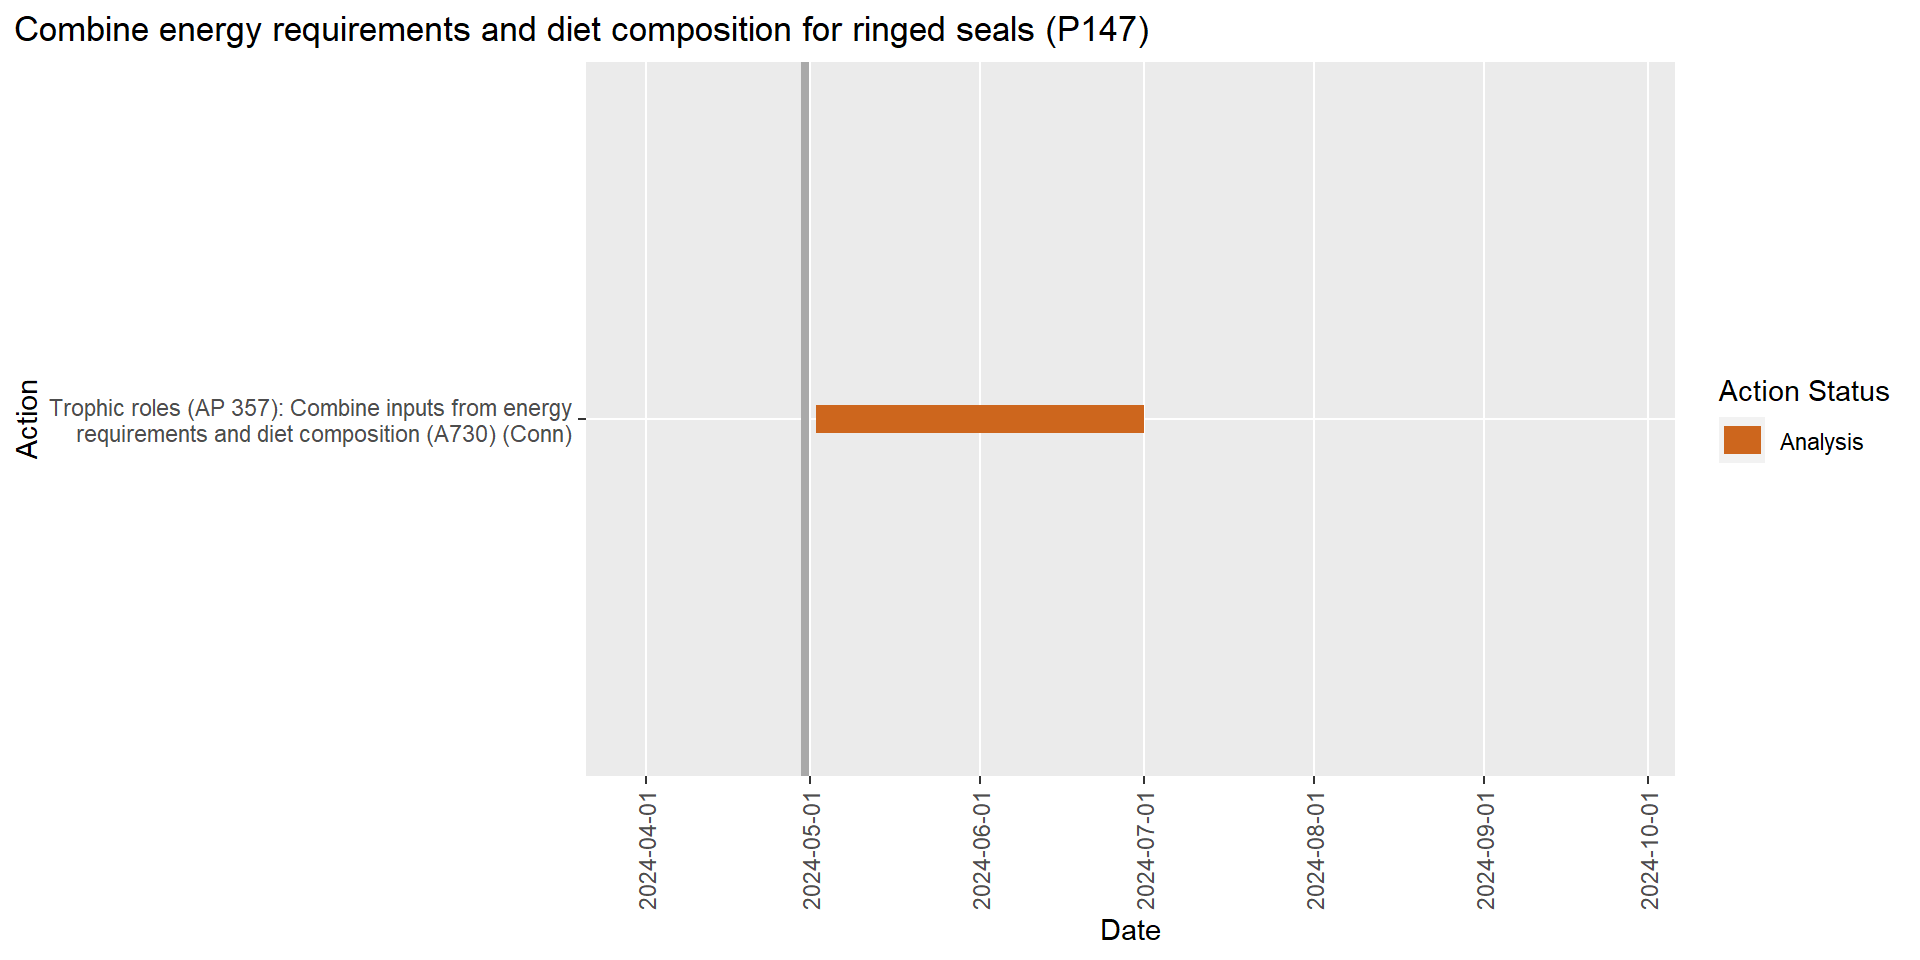 Combine energy requirements and diet composition for ringed seals (P147)
Action
Trophic roles (AP 357): Combine inputs from energy
requirements and diet composition (A730) (Conn)
Action Status
Analysis
2024-04-01
2024-05-01
2024-06-01
2024-07-01
2024-08-01
2024-09-01
2024-10-01
Date